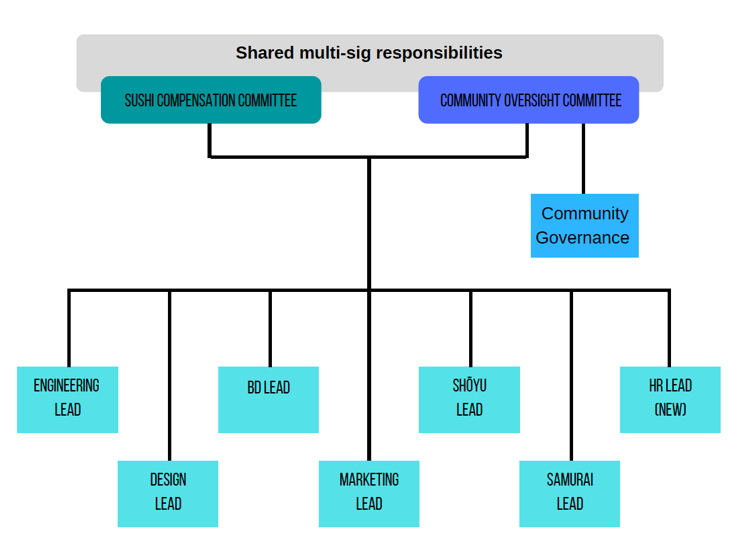 Shared multi-sig responsibilities
SUSHI COMPENSATION COMMITTEE
COMMUNITY OVERSIGHT COMMITTEE
Community
Governance
ENGINEERING
LEAD
BD LEAD
SHŌYU
LEAD
HR LEAD
(NEW)
DESIGN
LEAD
MARKETING
LEAD
SAMURAI
LEAD